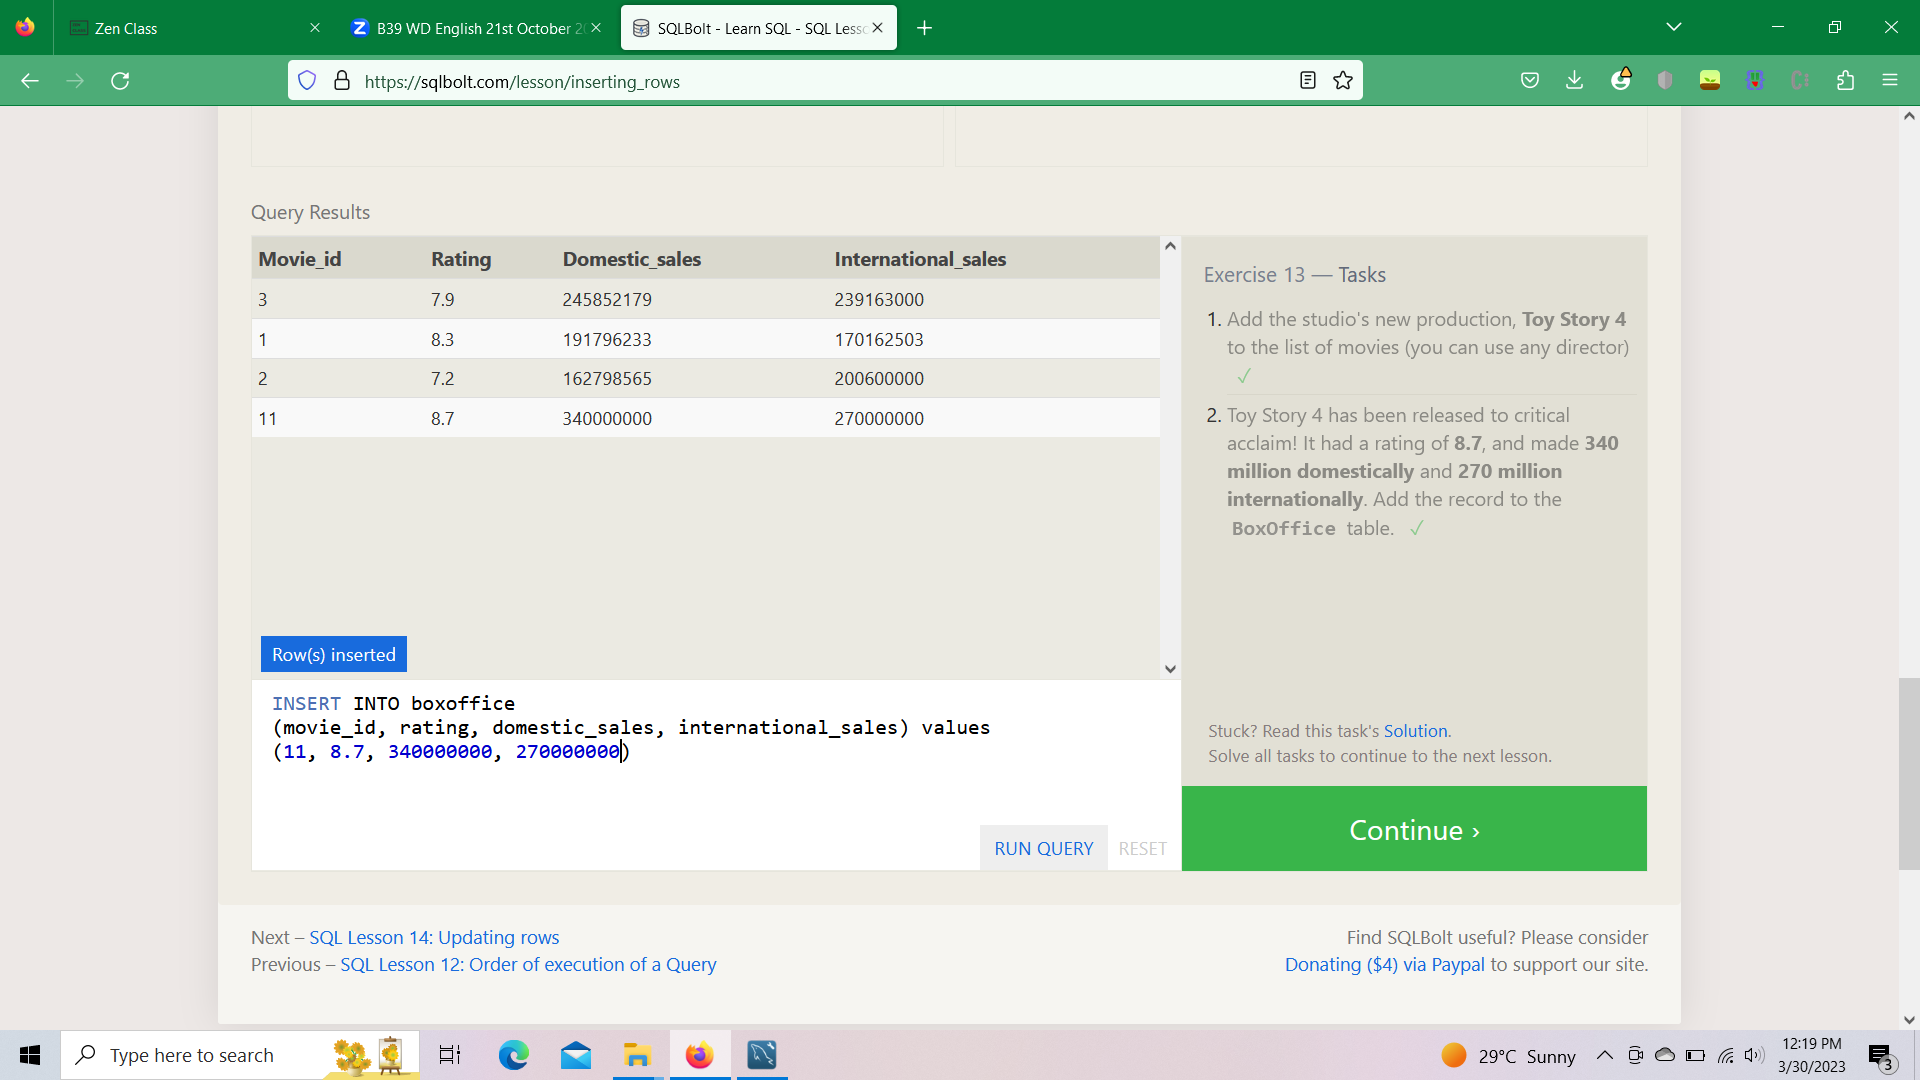 Zen Class
B39 WD English 21st October 20
SQLBolt - Learn SQL - SQL Lesso
https://sqlbolt.com/lesson/inserting_rows
Query Results
Movie_id Rating Domestic_sales International_sales
3 7.9 245852179 239163000
1 8.3 191796233 170162503
2 7.2 162798565 200600000
11 8.7 340000000 270000000
Row(s) inserted
INSERT INTO boxoffice
(movie_id, rating, domestic_sales, international_sales) values
(11, 8.7, 340000000, 270000000)
RUN QUERY RESET
Exercise 13 — Tasks
1. Add the studio's new production, Toy Story 4
to the list of movies (you can use any director)
✓
2. Toy Story 4 has been released to critical
acclaim! It had a rating of 8.7, and made 340
million domestically and 270 million
internationally. Add the record to the
BoxOffice table. ✓
Stuck? Read this task's Solution.
Solve all tasks to continue to the next lesson.
Continue ›
Next – SQL Lesson 14: Updating rows
Previous – SQL Lesson 12: Order of execution of a Query
Find SQLBolt useful? Please consider
Donating ($4) via Paypal to support our site.
Type here to search
29°C Sunny
12:19 PM
3/30/2023
3